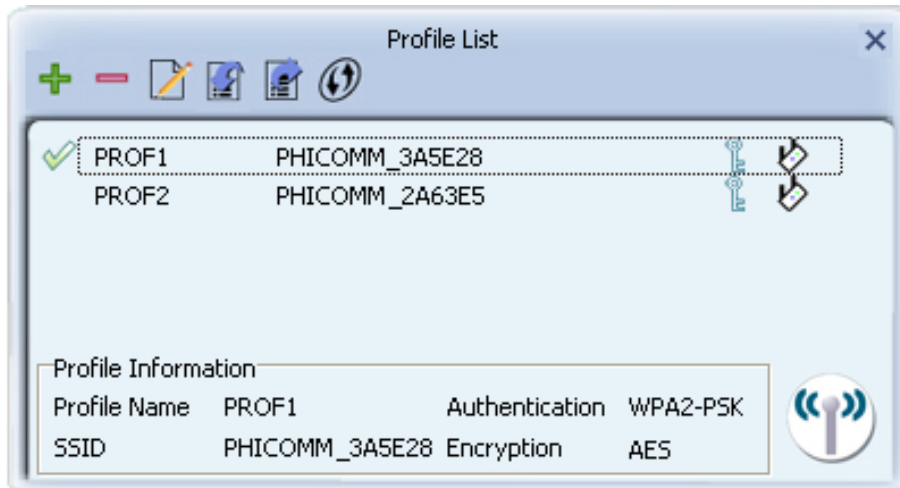 Profile List
PROF1 PHICOMM_3A5E28
PROF2 PHICOMM_2A63E5
Profile Information
Profile Name PROF1 Authentication WPA2-PSK
SSID PHICOMM_3A5E28 Encryption AES